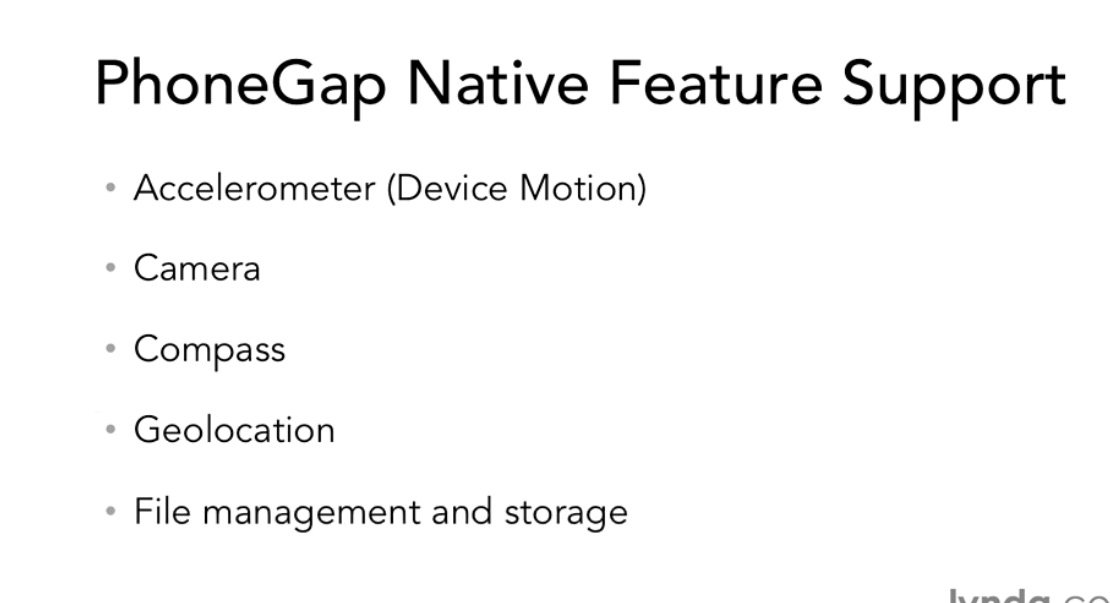 PhoneGap Native Feature Support
• Accelerometer (Device Motion)
• Camera
• Compass
• Geolocation
• File management and storage